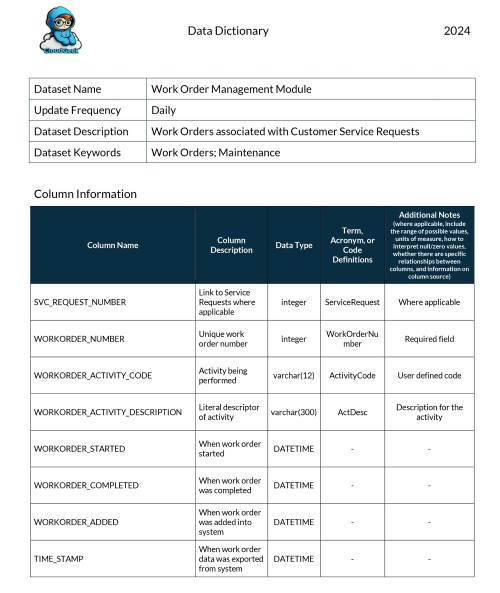 CloudGeek
Data Dictionary 2024
Dataset Name Work Order Management Module
Update Frequency Daily
Dataset Description Work Orders associated with Customer Service Requests
Dataset Keywords Work Orders; Maintenance
Column Information
Column Name
Column
Description
Data Type
Term,
Acronym, or
Code
Definitions
Additional Notes
(where applicable, include
the range of possible values,
units of measure, how to
interpret null/zero values,
whether there are specific
relationships between
columns, and information on
column source)
SVC_REQUEST_NUMBER
Link to Service
Requests where
applicable
integer
ServiceRequest
Where applicable
WORKORDER_NUMBER
Unique work
order number
integer
WorkOrderNu
mber
Required field
WORKORDER_ACTIVITY_CODE
Activity being
performed
varchar(12)
ActivityCode
User defined code
WORKORDER_ACTIVITY_DESCRIPTION
Literal descriptor
of activity
varchar(300)
ActDesc
Description for the
activity
WORKORDER_STARTED
When work order
started
DATETIME
-
-
WORKORDER_COMPLETED
When work order
was completed
DATETIME
-
-
WORKORDER_ADDED
When work order
was added into
system
DATETIME
-
-
TIME_STAMP
When work order
data was exported
from system
DATETIME
-
-